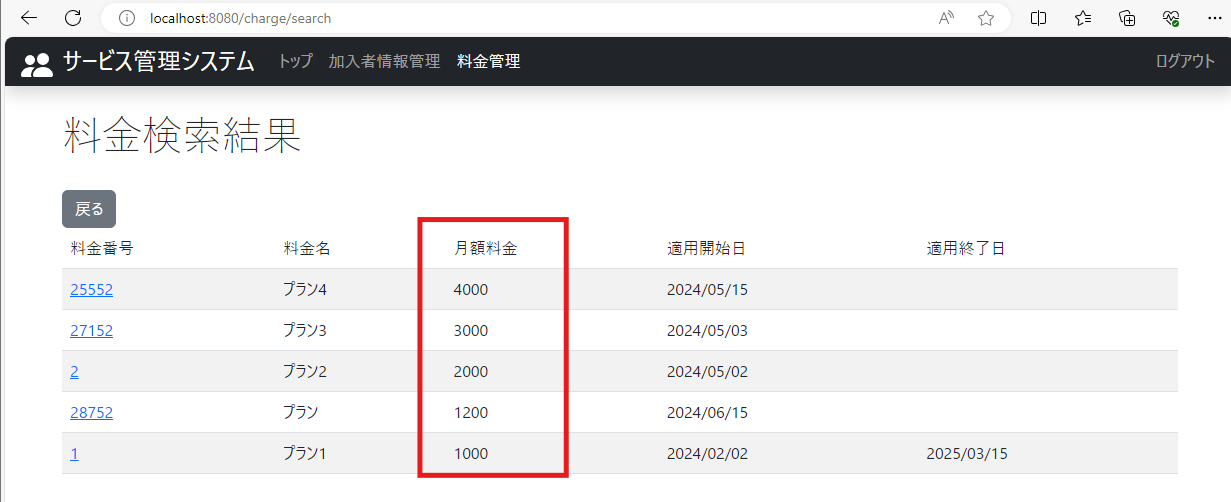 localhost:8080/charge/search
サービス管理システム トップ 加入者情報管理 料金管理 ログアウト
料金検索結果
戻る
料金番号 料金名 月額料金 適用開始日 適用終了日
25552 プラン4 4000 2024/05/15
27152 プラン3 3000 2024/05/03
2 プラン2 2000 2024/05/02
28752 プラン 1200 2024/06/15
1 プラン1 1000 2024/02/02 2025/03/15